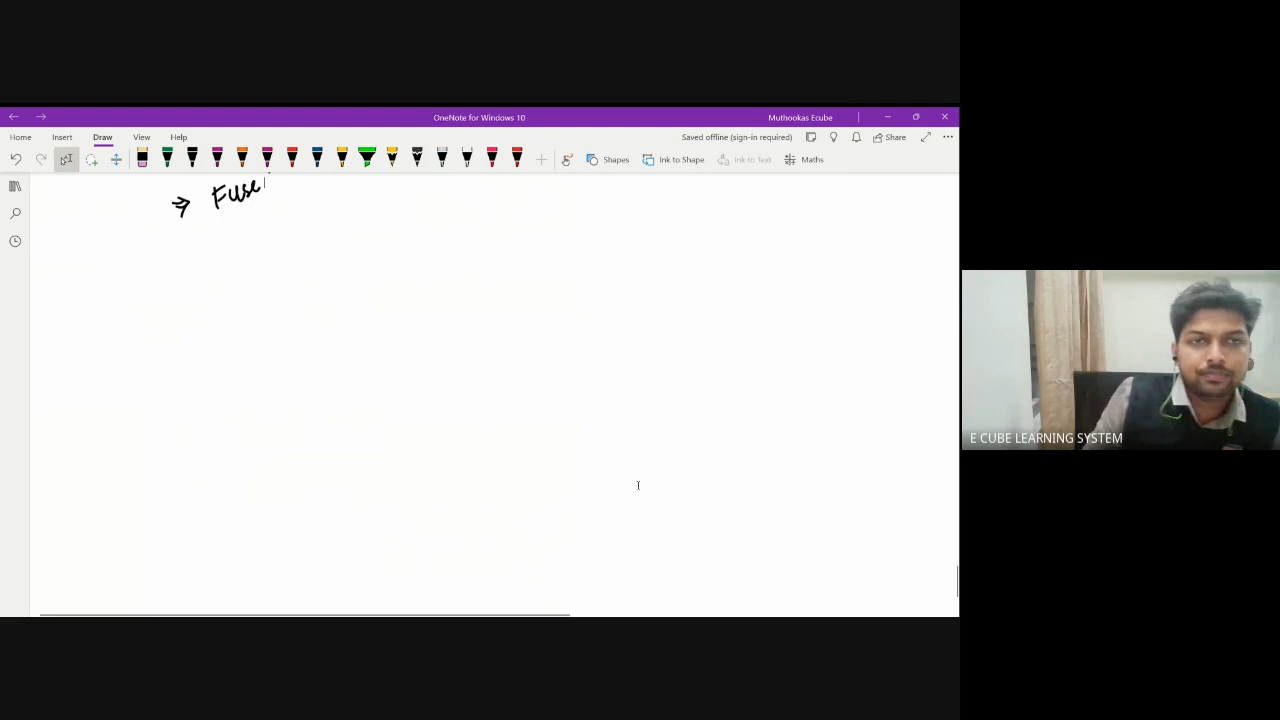 OneNote for Windows 10
Muthookas Ecube
Home Insert Draw View Help
Saved offline (sign-in required)
Share
Shapes
Ink to Shape
Ink to Text
Maths
⇒ Fuse
E CUBE LEARNING SYSTEM